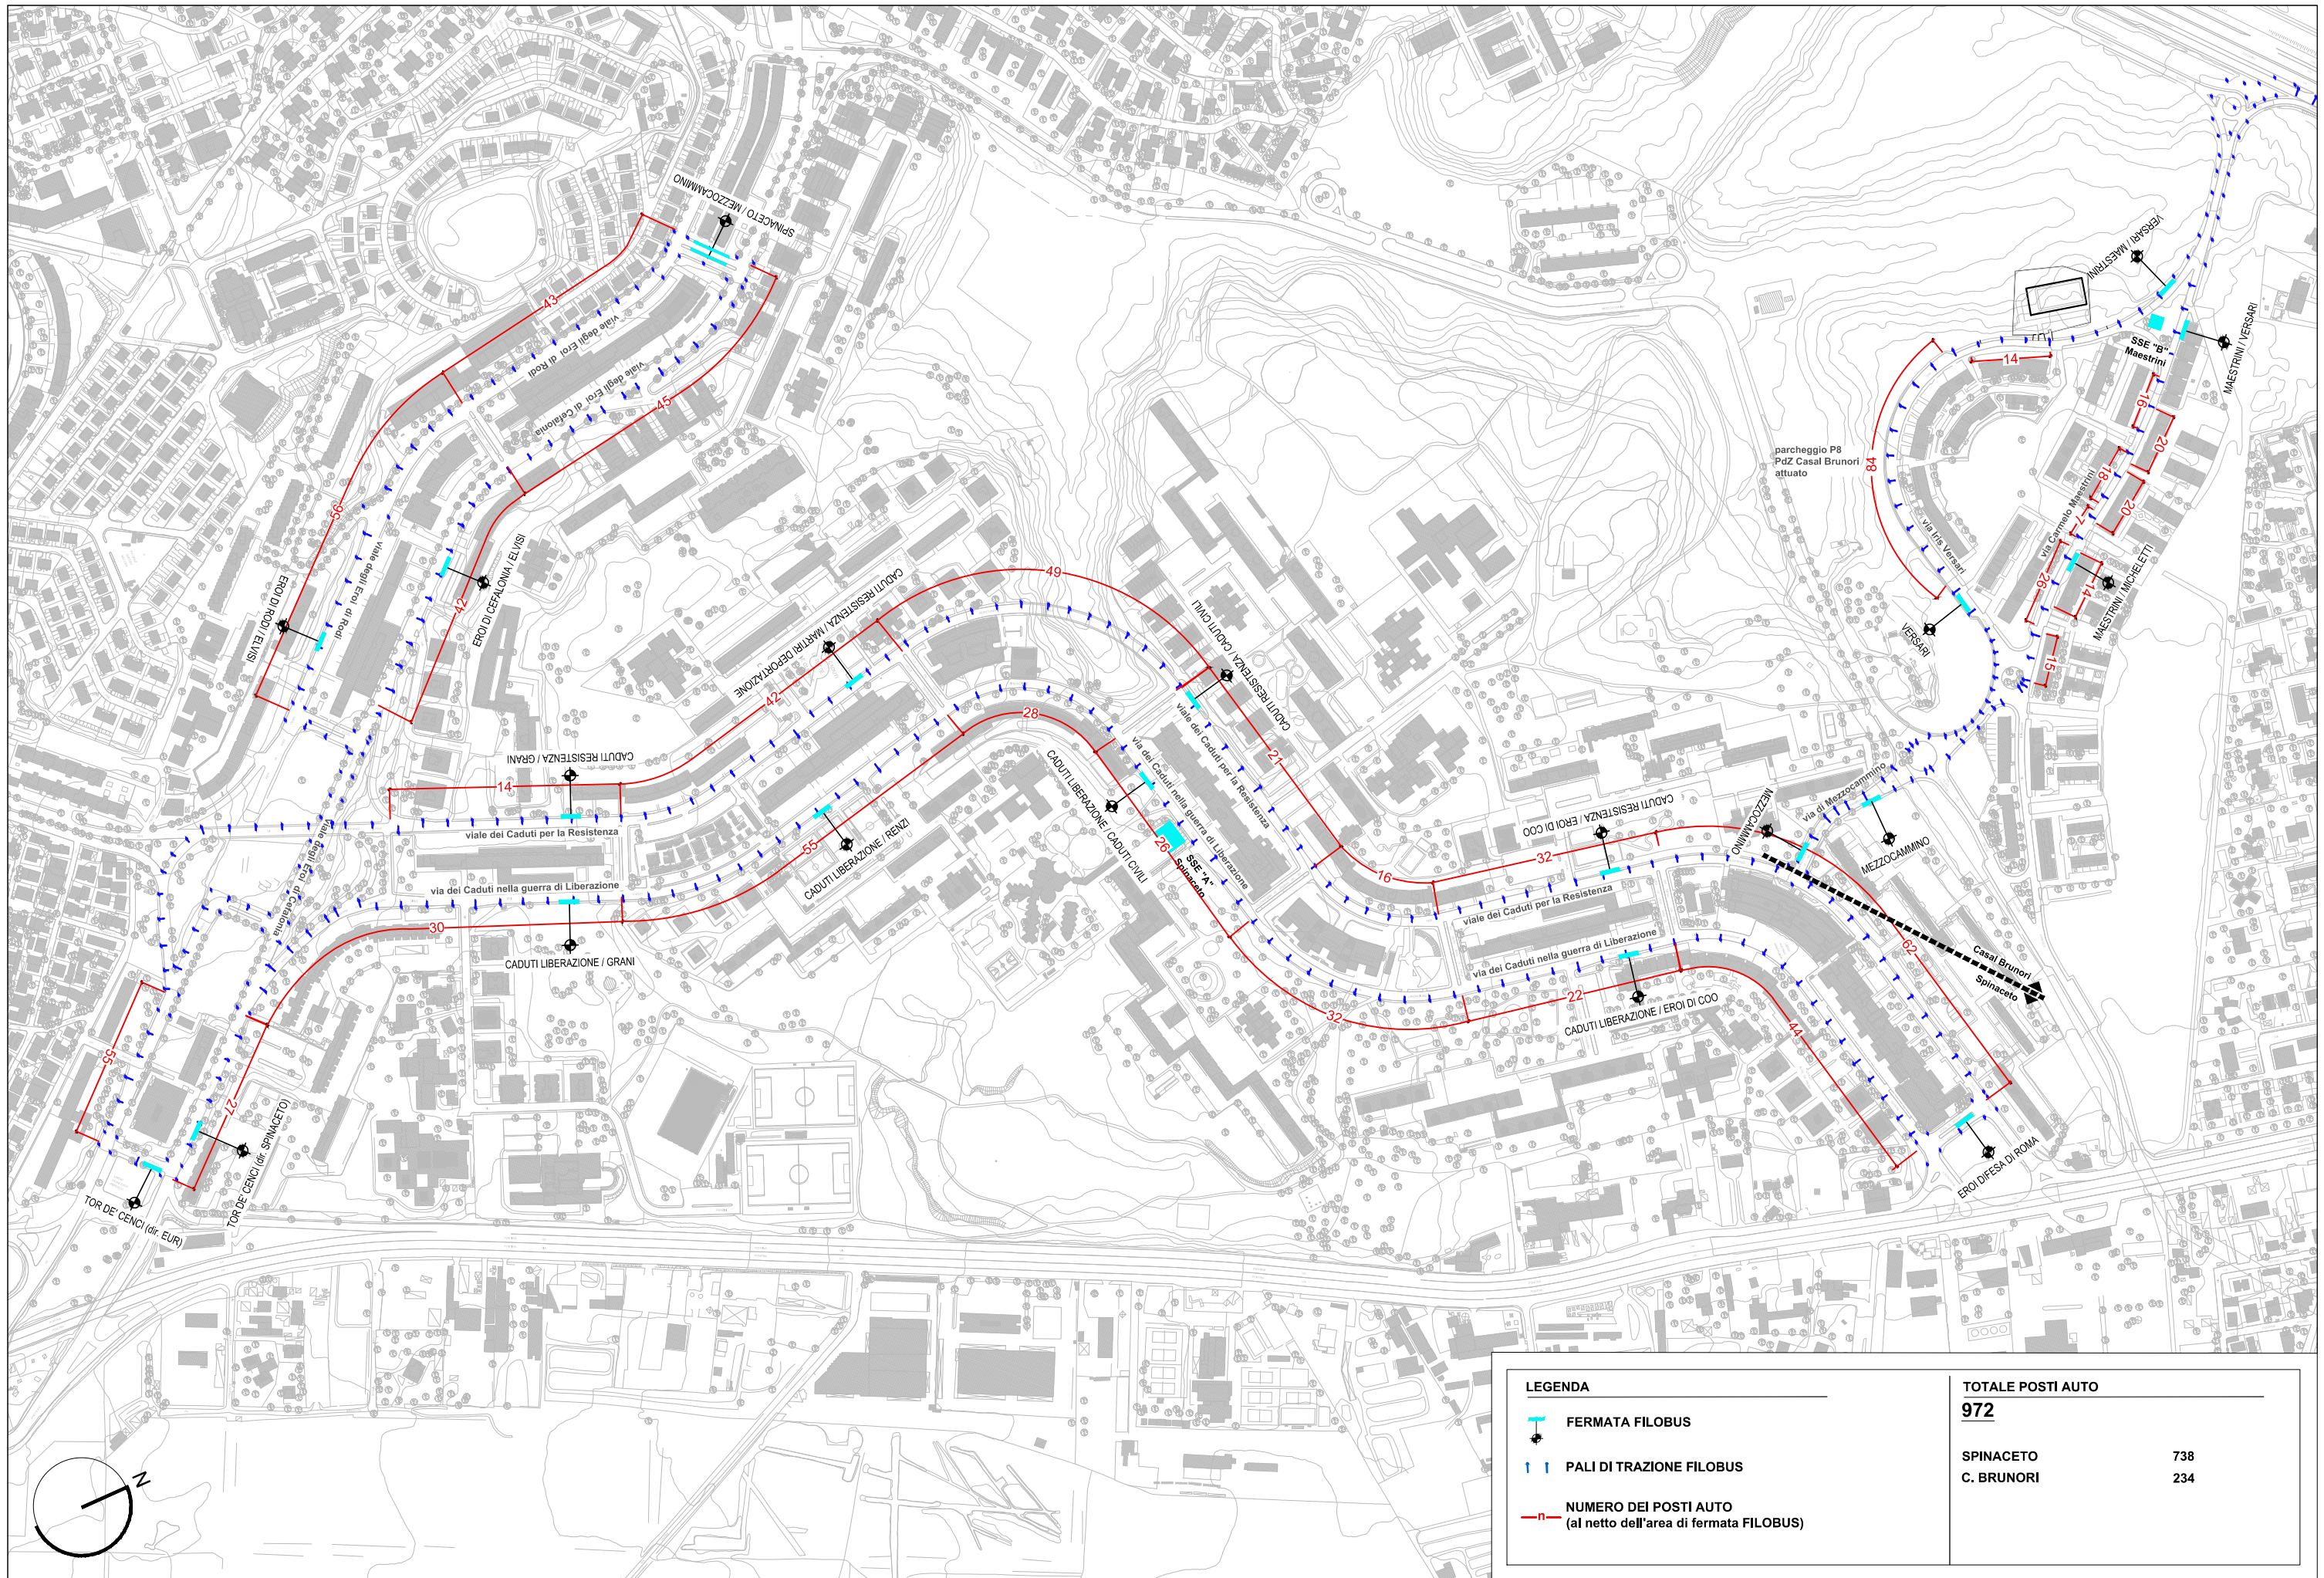 SPINACETO / MEZZOCAMMINO
43
viale degli Eroi di Rodi
viale degli Eroi di Cefalonia
45
56
viale degli Eroi di Rodi
EROI DI RODI / ELVISI
EROI DI CEFALONIA / ELVISI
42
VERSARI / MAESTRINI
MAESTRINI / VERSARI
SSE "B"
Maestrini
14
16
20
18
20
7
via Carmelo Maestrini
26
14
MAESTRINI / MICHELETTI
15
parcheggio P8
PdZ Casal Brunori
attuato
84
via Iris Versari
VERSARI
CADUTI RESISTENZA / MARTIRI DEPORTAZIONE
42
49
CADUTI RESISTENZA / CADUTI CIVILI
28
CADUTI RESISTENZA / GRANI
14
viale dei Caduti per la Resistenza
viale degli Eroi di Cefalonia
via dei Caduti nella guerra di Liberazione
30
CADUTI LIBERAZIONE / GRANI
55
CADUTI LIBERAZIONE / RENZI
CADUTI LIBERAZIONE / CADUTI CIVILI
via dei Caduti nella guerra di Liberazione
viale dei Caduti per la Resistenza
21
SSE "A"
Spinaceto
26
16
32
CADUTI RESISTENZA / EROI DI COO
32
viale dei Caduti per la Resistenza
via dei Caduti nella guerra di Liberazione
22
CADUTI LIBERAZIONE / EROI DI COO
MEZZOCAMMINO
via di Mezzocammino
MEZZOCAMMINO
62
Casal Brunori
Spinaceto
44
EROI DIFESA DI ROMA
55
27
TOR DE' CENCI (dir. SPINACETO)
TOR DE' CENCI (dir. EUR)
N
LEGENDA
FERMATA FILOBUS
PALI DI TRAZIONE FILOBUS
n
NUMERO DEI POSTI AUTO
(al netto dell'area di fermata FILOBUS)
TOTALE POSTI AUTO
972
SPINACETO 738
C. BRUNORI 234